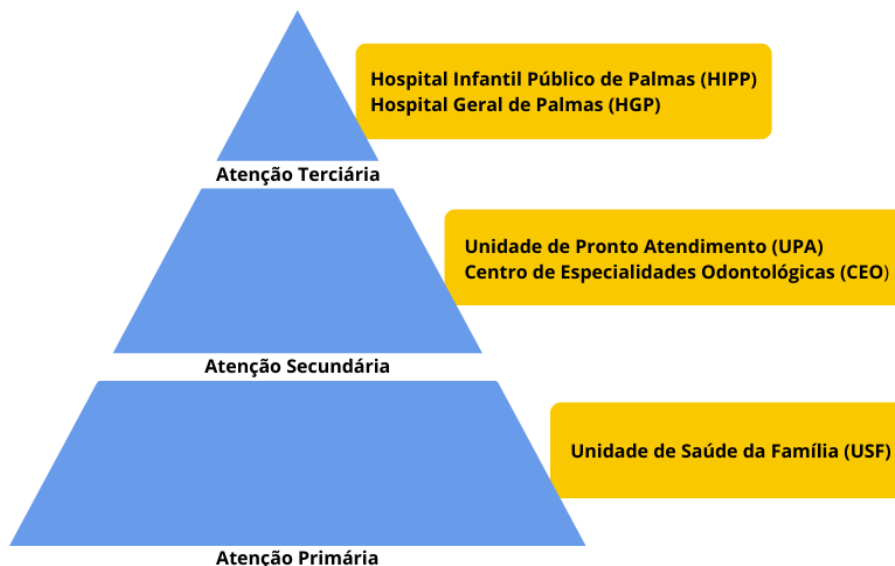 Hospital Infantil Público de Palmas (HIPP)
Hospital Geral de Palmas (HGP)
Atenção Terciária
Unidade de Pronto Atendimento (UPA)
Centro de Especialidades Odontológicas (CEO)
Atenção Secundária
Unidade de Saúde da Família (USF)
Atenção Primária